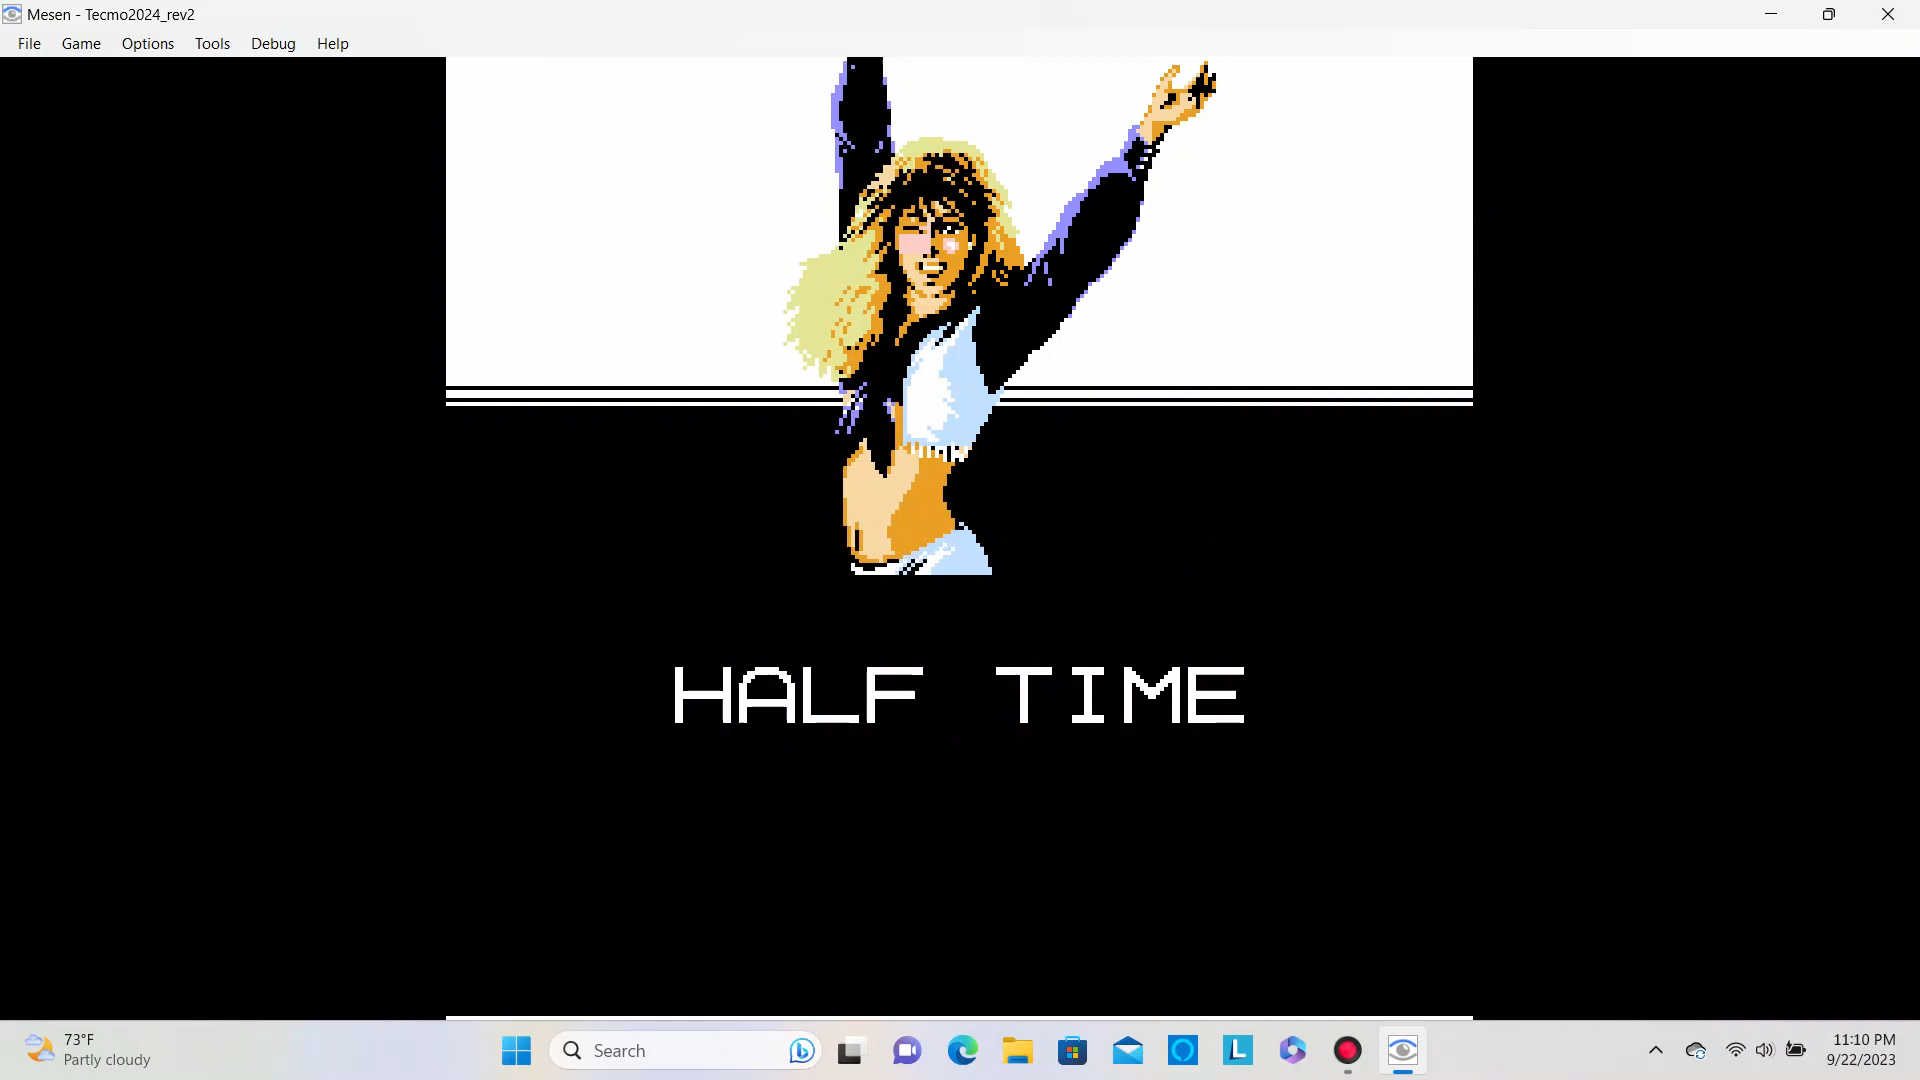 Mesen - Tecmo2024_rev2
File Game Options Tools Debug Help
HALF TIME
73°F
Partly cloudy
Search
11:10 PM
9/22/2023